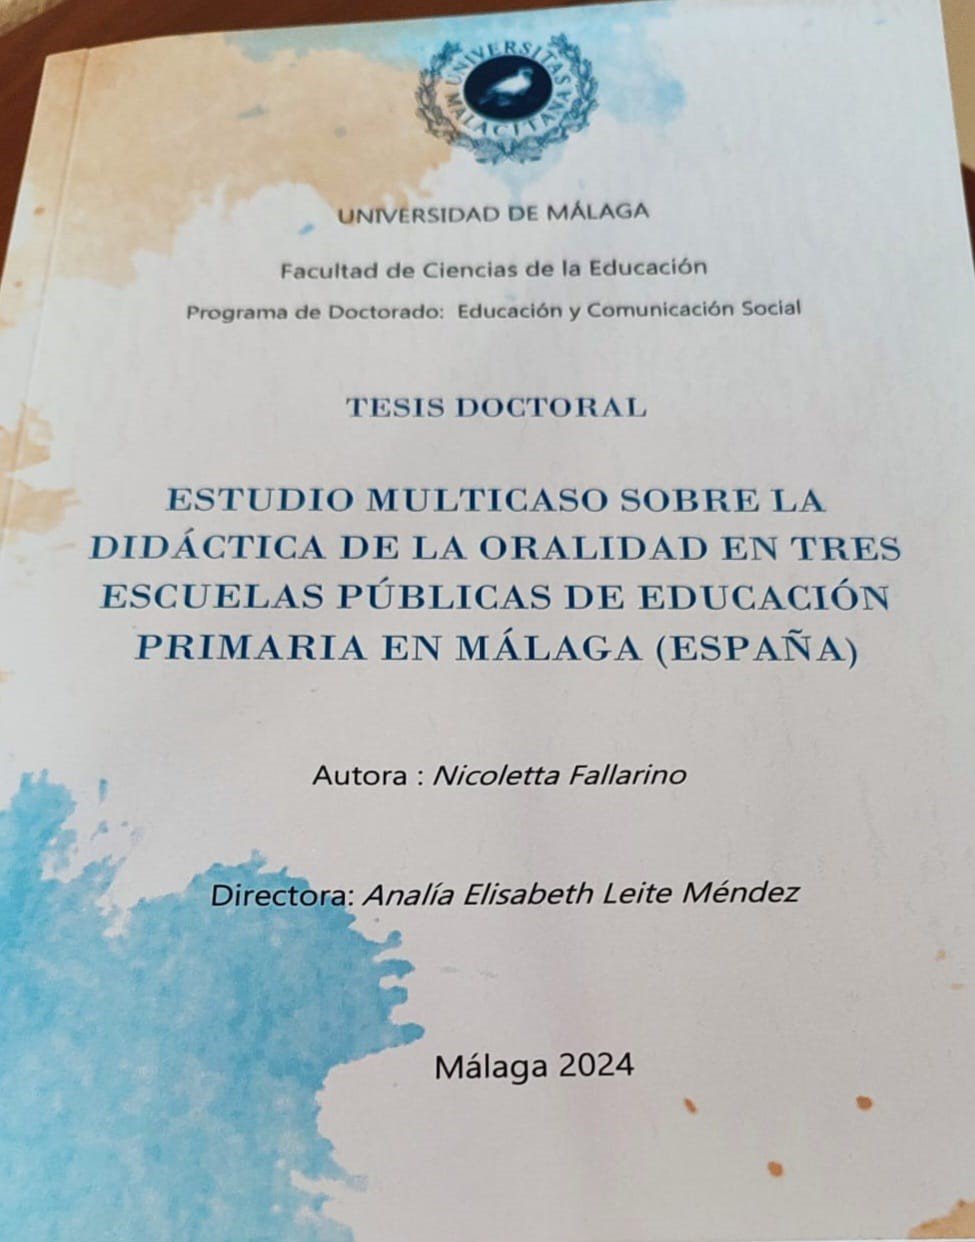 UNIVERSITAS
MALACITANA
UNIVERSIDAD DE MÁLAGA
Facultad de Ciencias de la Educación
Programa de Doctorado: Educación y Comunicación Social
TESIS DOCTORAL
ESTUDIO MULTICASO SOBRE LA
DIDÁCTICA DE LA ORALIDAD EN TRES
ESCUELAS PÚBLICAS DE EDUCACIÓN
PRIMARIA EN MÁLAGA (ESPAÑA)
Autora : Nicoletta Fallarino
Directora: Analía Elisabeth Leite Méndez
Málaga 2024